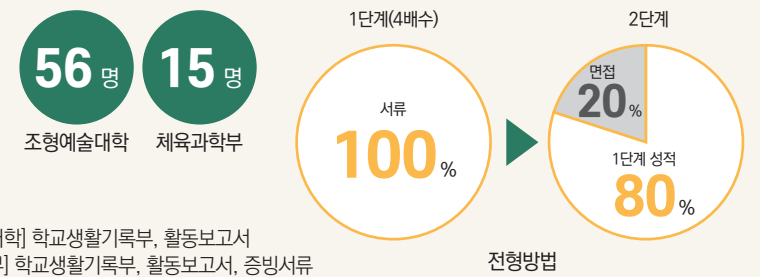 56 명
15 명
조형예술대학
체육과학부
1단계(4배수)
서류
100%
2단계
면접
20%
1단계 성적
80%
학] 학교생활기록부, 활동보고서
] 학교생활기록부, 활동보고서, 증빙서류
전형방법